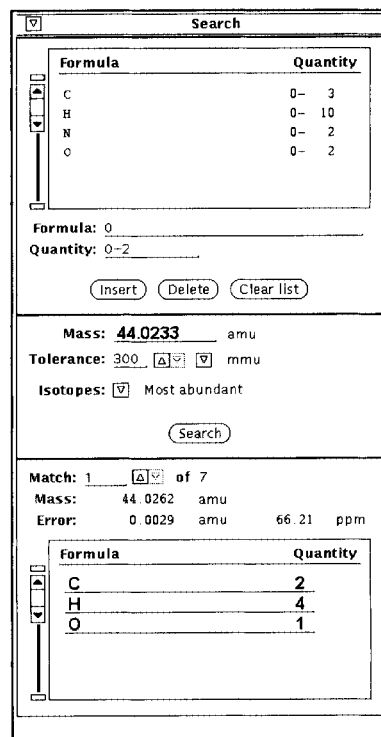 Search
Formula Quantity
C 0- 3
H 0- 10
N 0- 2
O 0- 2
Formula: O
Quantity: 0-2
Insert Delete Clear list
Mass: 44.0233 amu
Tolerance: 300 mmu
Isotopes: Most abundant
Search
Match: 1 of 7
Mass: 44.0262 amu
Error: 0.0029 amu 66.21 ppm
Formula Quantity
C 2
H 4
O 1